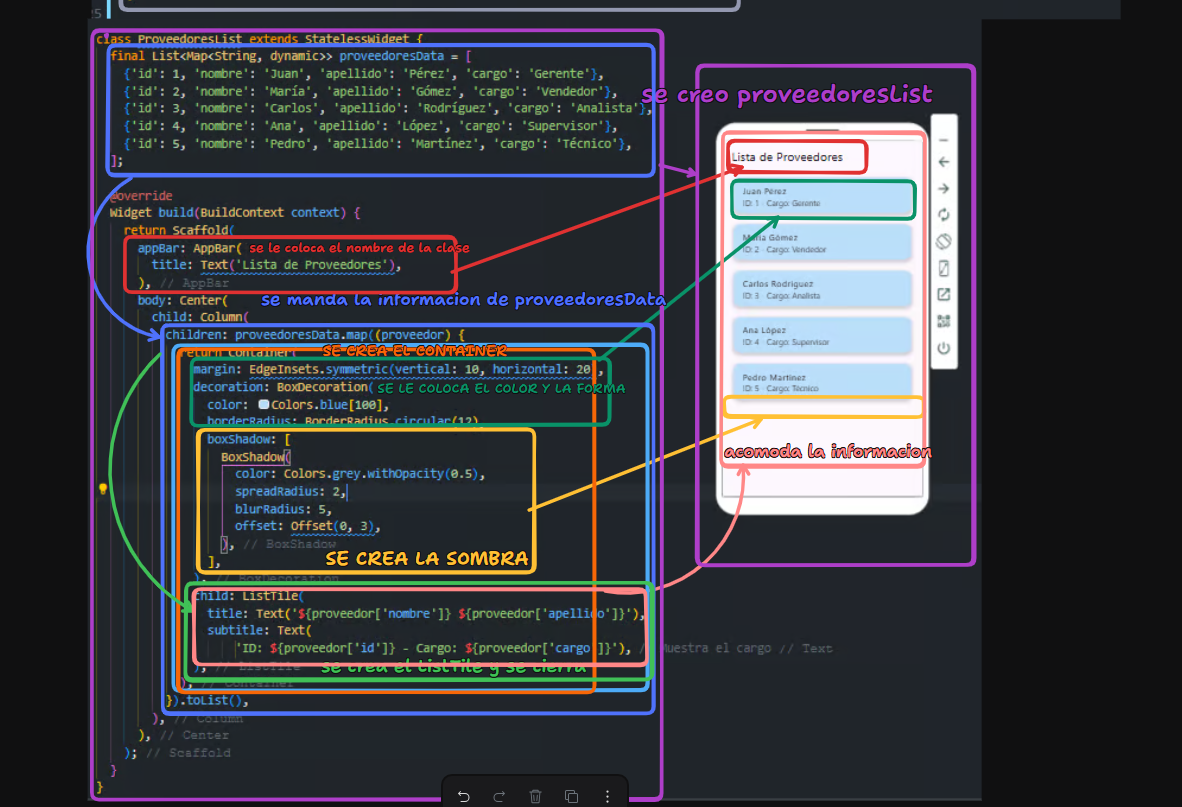 class ProveedoresList extends StatelessWidget {
final List<Map<String, dynamic>> proveedoresData = [
{'id': 1, 'nombre': 'Juan', 'apellido': 'Pérez', 'cargo': 'Gerente'},
{'id': 2, 'nombre': 'María', 'apellido': 'Gómez', 'cargo': 'Vendedor'},
{'id': 3, 'nombre': 'Carlos', 'apellido': 'Rodríguez', 'cargo': 'Analista'},
{'id': 4, 'nombre': 'Ana', 'apellido': 'López', 'cargo': 'Supervisor'},
{'id': 5, 'nombre': 'Pedro', 'apellido': 'Martínez', 'cargo': 'Técnico'},
];
@override
Widget build(BuildContext context) {
return Scaffold(
appBar: AppBar( se le coloca el nombre de la clase
title: Text('Lista de Proveedores'),
), // AppBar
body: Center( se manda la informacion de proveedoresData
child: Column(
children: proveedoresData.map((proveedor) {
return Container( SE CREA EL CONTAINER
margin: EdgeInsets.symmetric(vertical: 10, horizontal: 20),
decoration: BoxDecoration( SE LE COLOCA EL COLOR Y LA FORMA
color: Colors.blue[100],
borderRadius: BorderRadius.circular(12),
boxShadow: [
BoxShadow(
color: Colors.grey.withOpacity(0.5),
spreadRadius: 2,
blurRadius: 5,
offset: Offset(0, 3),
), // BoxShadow
], SE CREA LA SOMBRA
), // BoxDecoration
child: ListTile(
title: Text('${proveedor['nombre']} ${proveedor['apellido']}'),
subtitle: Text(
'ID: ${proveedor['id']} - Cargo: ${proveedor['cargo']}'), // Muestra el cargo // Text
), // ListTile se crea el ListTile y se cierra
), // Container
}).toList(),
), // Column
), // Center
); // Scaffold
}
}
se creo proveedoresList
Lista de Proveedores
Juan Pérez
ID: 1 - Cargo: Gerente
María Gómez
ID: 2 - Cargo: Vendedor
Carlos Rodríguez
ID: 3 - Cargo: Analista
Ana López
ID: 4 - Cargo: Supervisor
Pedro Martínez
ID: 5 - Cargo: Técnico
acomoda la informacion